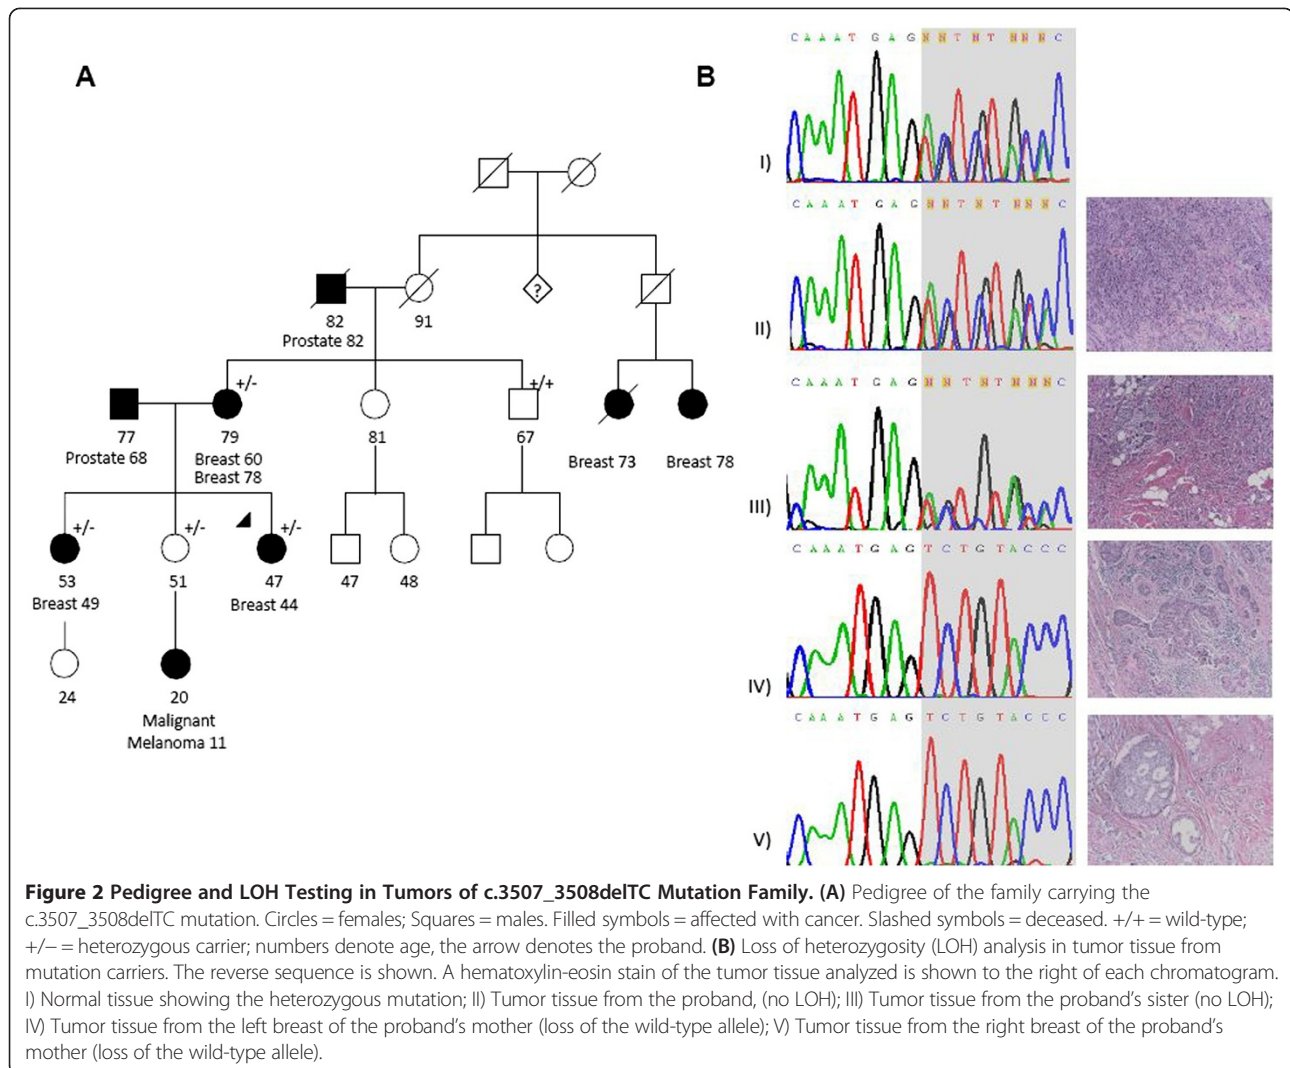 A
B
C A A A T G A G N N T N T N N N C
I)
C A A A T G A G N N T N T N N N C
II)
C A A A T G A G N N T N T N N N C
III)
C A A A T G A G T C T G T A C C C
IV)
C A A A T G A G T C T G T A C C C
V)
?
82
Prostate 82
91
+/-
+/+
77
Prostate 68
79
Breast 60
Breast 78
81
67
Breast 73
Breast 78
+/-
+/-
+/-
53
Breast 49
51
47
Breast 44
47
48
24
20
Malignant
Melanoma 11
Figure 2 Pedigree and LOH Testing in Tumors of c.3507_3508delTC Mutation Family. (A) Pedigree of the family carrying the
c.3507_3508delTC mutation. Circles = females; Squares = males. Filled symbols = affected with cancer. Slashed symbols = deceased. +/+ = wild-type;
+/− = heterozygous carrier; numbers denote age, the arrow denotes the proband. (B) Loss of heterozygosity (LOH) analysis in tumor tissue from
mutation carriers. The reverse sequence is shown. A hematoxylin-eosin stain of the tumor tissue analyzed is shown to the right of each chromatogram.
I) Normal tissue showing the heterozygous mutation; II) Tumor tissue from the proband, (no LOH); III) Tumor tissue from the proband's sister (no LOH);
IV) Tumor tissue from the left breast of the proband's mother (loss of the wild-type allele); V) Tumor tissue from the right breast of the proband's
mother (loss of the wild-type allele).